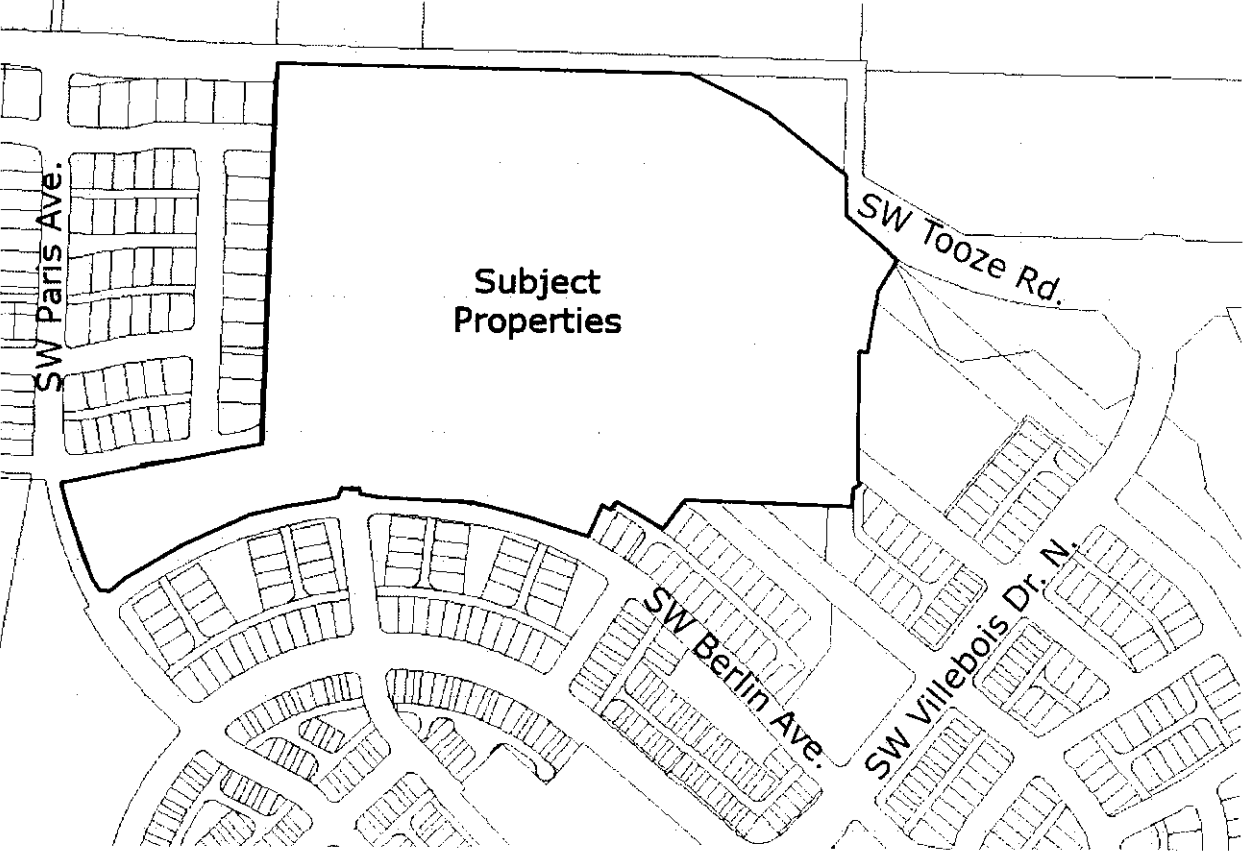 SW Paris Ave.
SW Tooze Rd.
Subject
Properties
SW Berlin Ave.
SW Villebois Dr. N.